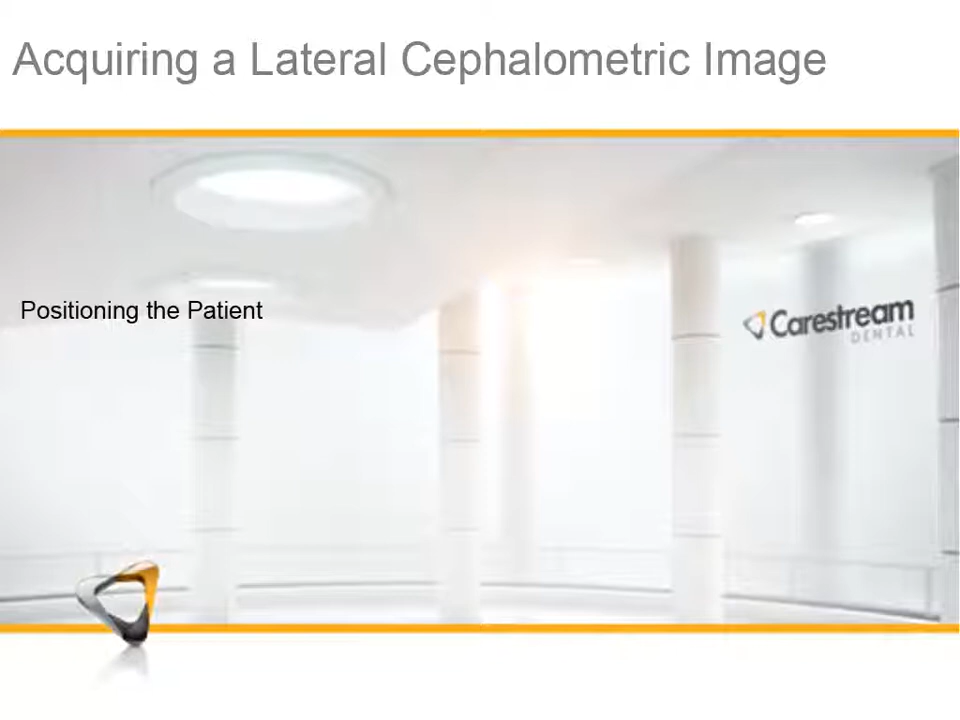 Acquiring a Lateral Cephalometric Image
Positioning the Patient
Carestream
DENTAL